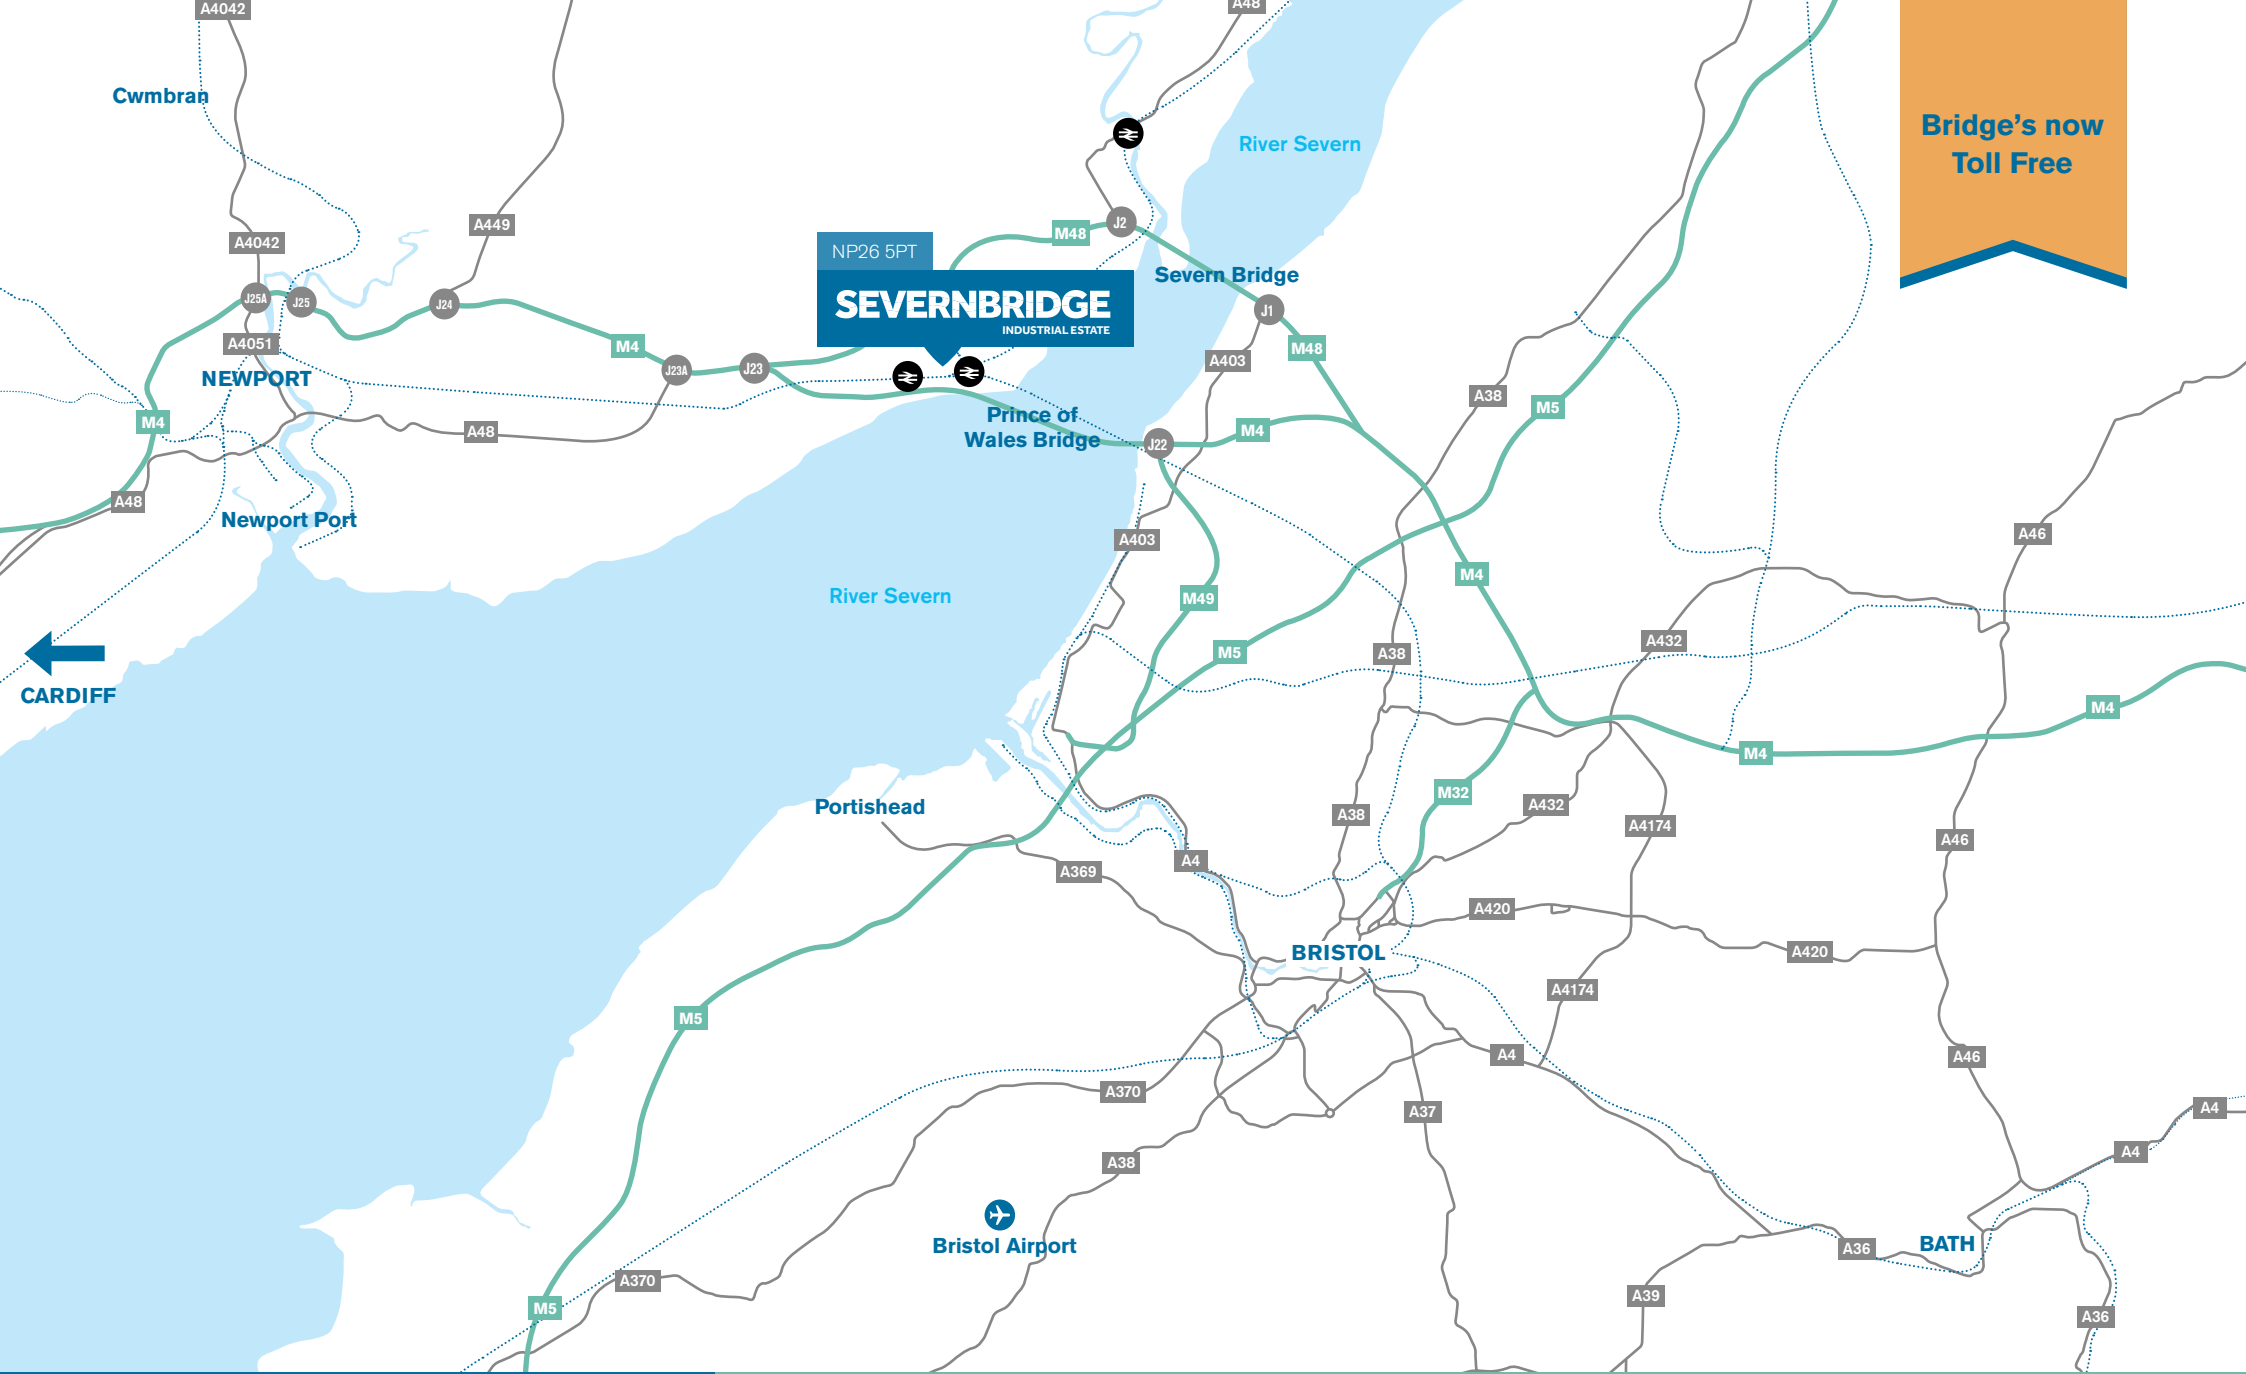 A4042
A48
Cwmbran
Bridge's now
Toll Free
River Severn
A449
J2
M48
A4042
NP26 5PT
Severn Bridge
SEVERNBRIDGE
INDUSTRIAL ESTATE
J25A
J25
J24
J1
A4051
M4
M48
A403
J23A
J23
NEWPORT
A38
M5
Prince of
Wales Bridge
M4
A48
M4
J22
A48
Newport Port
A46
A403
M4
River Severn
M49
A432
M5
A38
CARDIFF
M4
M4
M32
Portishead
A432
A38
A4174
A46
A4
A369
A420
BRISTOL
A420
A4174
M5
A4
A46
A370
A37
A4
A4
A38
Bristol Airport
BATH
A36
A370
A39
M5
A36